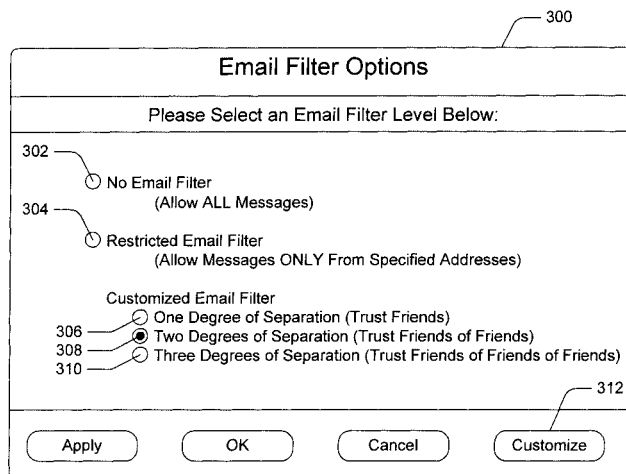 300
Email Filter Options
Please Select an Email Filter Level Below:
302
No Email Filter
(Allow ALL Messages)
304
Restricted Email Filter
(Allow Messages ONLY From Specified Addresses)
Customized Email Filter
306 One Degree of Separation (Trust Friends)
308 Two Degrees of Separation (Trust Friends of Friends)
310 Three Degrees of Separation (Trust Friends of Friends of Friends)
312
Apply OK Cancel Customize